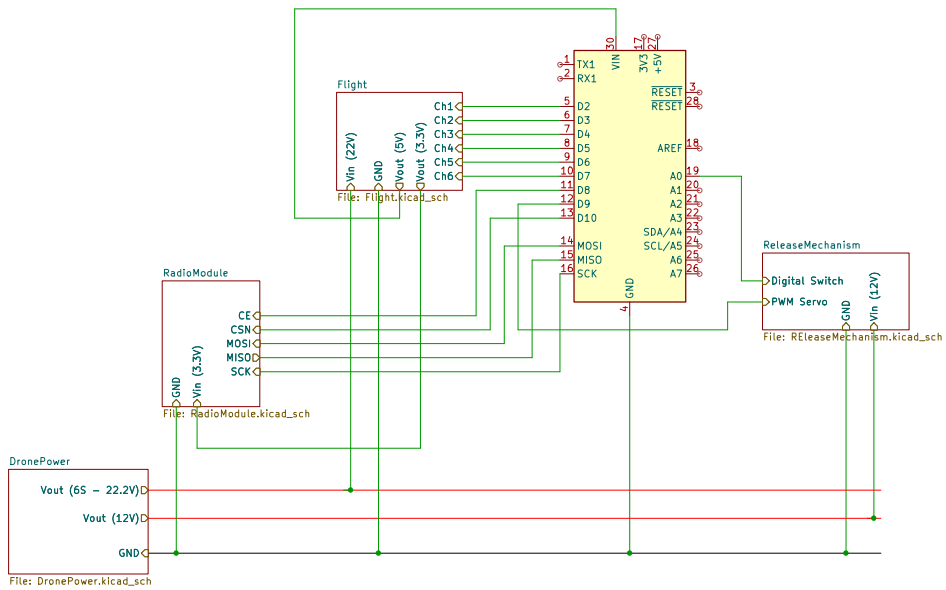 30
VIN
17
3V3
27
+5V
1
TX1
2
RX1
3
RESET
28
RESET
Flight
Ch1
Ch2
Ch3
Ch4
Ch5
Ch6
Vin (22V)
GND
Vout (5V)
Vout (3.3V)
File: Flight.kicad_sch
5 D2
6 D3
7 D4
8 D5
9 D6
10 D7
11 D8
12 D9
13 D10
14 MOSI
15 MISO
16 SCK
AREF 18
A0 19
A1 20
A2 21
A3 22
SDA/A4 23
SCL/A5 24
A6 25
A7 26
GND
4
ReleaseMechanism
Digital Switch
PWM Servo
GND
Vin (12V)
File: REleaseMechanism.kicad_sch
RadioModule
CE
CSN
MOSI
MISO
SCK
GND
Vin (3.3V)
File: RadioModule.kicad_sch
DronePower
Vout (6S - 22.2V)
Vout (12V)
GND
File: DronePower.kicad_sch